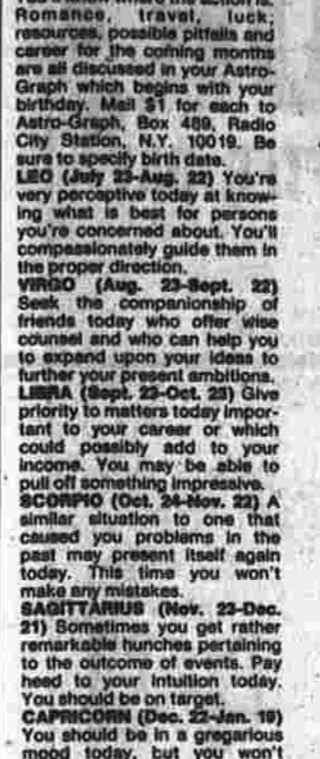 You'll know where the action is.
Romance, travel, luck,
resources, possible pitfalls and
career for the coming months
are all discussed in your Astro-
Graph which begins with your
birthday. Mail $1 for each to
Astro-Graph, Box 489, Radio
City Station, N.Y. 10019. Be
sure to specify birth date.
LEO (July 23-Aug. 22) You're
very perceptive today at know-
ing what is best for persons
you're concerned about. You'll
compassionately guide them in
the proper direction.
VIRGO (Aug. 23-Sept. 22)
Seek the companionship of
friends today who offer wise
counsel and who can help you
to expand upon your ideas to
further your present ambitions.
LIBRA (Sept. 23-Oct. 23) Give
priority to matters today impor-
tant to your career or which
could possibly add to your
income. You may be able to
pull off something impressive.
SCORPIO (Oct. 24-Nov. 22) A
similar situation to one that
caused you problems in the
past may present itself again
today. This time you won't
make any mistakes.
SAGITTARIUS (Nov. 23-Dec.
21) Sometimes you get rather
remarkable hunches pertaining
to the outcome of events. Pay
heed to your intuition today.
You should be on target.
CAPRICORN (Dec. 22-Jan. 19)
You should be in a gregarious
mood today, but you won't